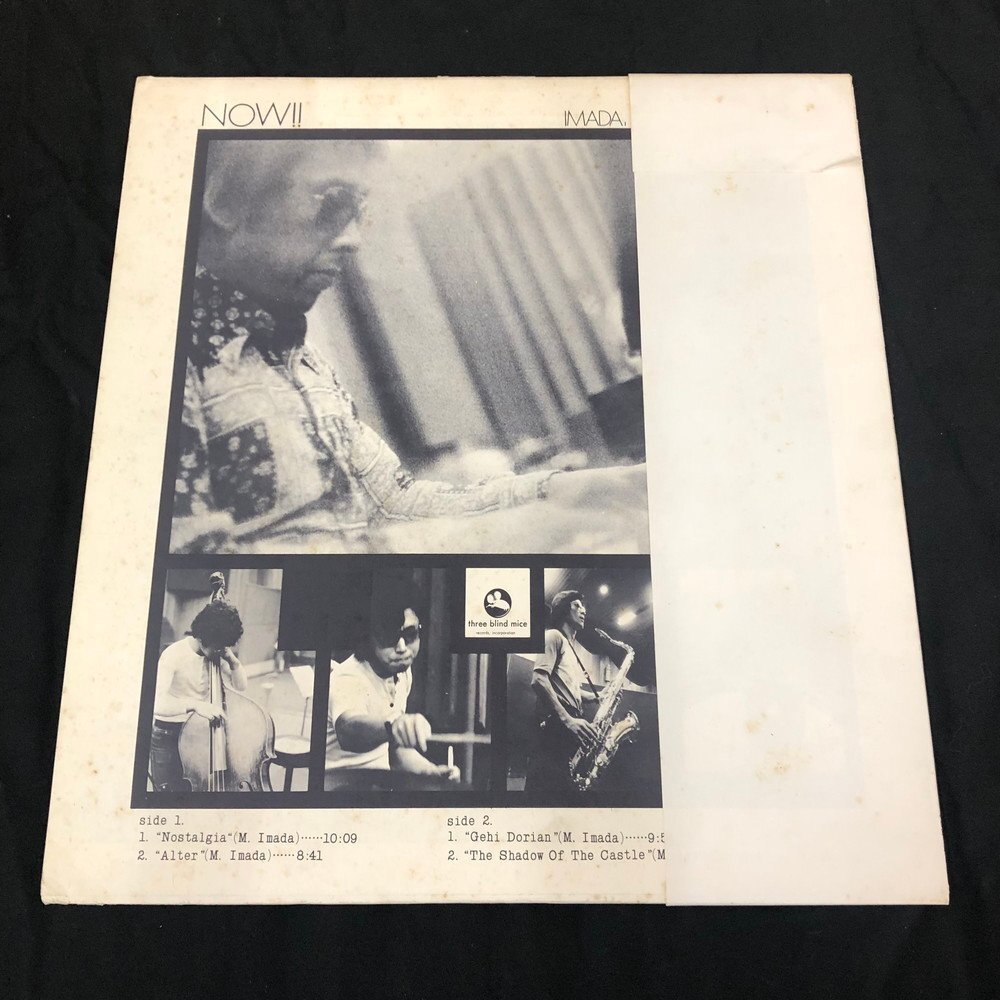 NOW!! IMADA.
three blind mice
records/ incorporation
side 1.
1. "Nostalgia"(M. Imada)······10:09
2. "Alter"(M. Imada)······8:41
side 2.
1. "Gehi Dorian"(M. Imada)······9:5
2. "The Shadow Of The Castle"(M